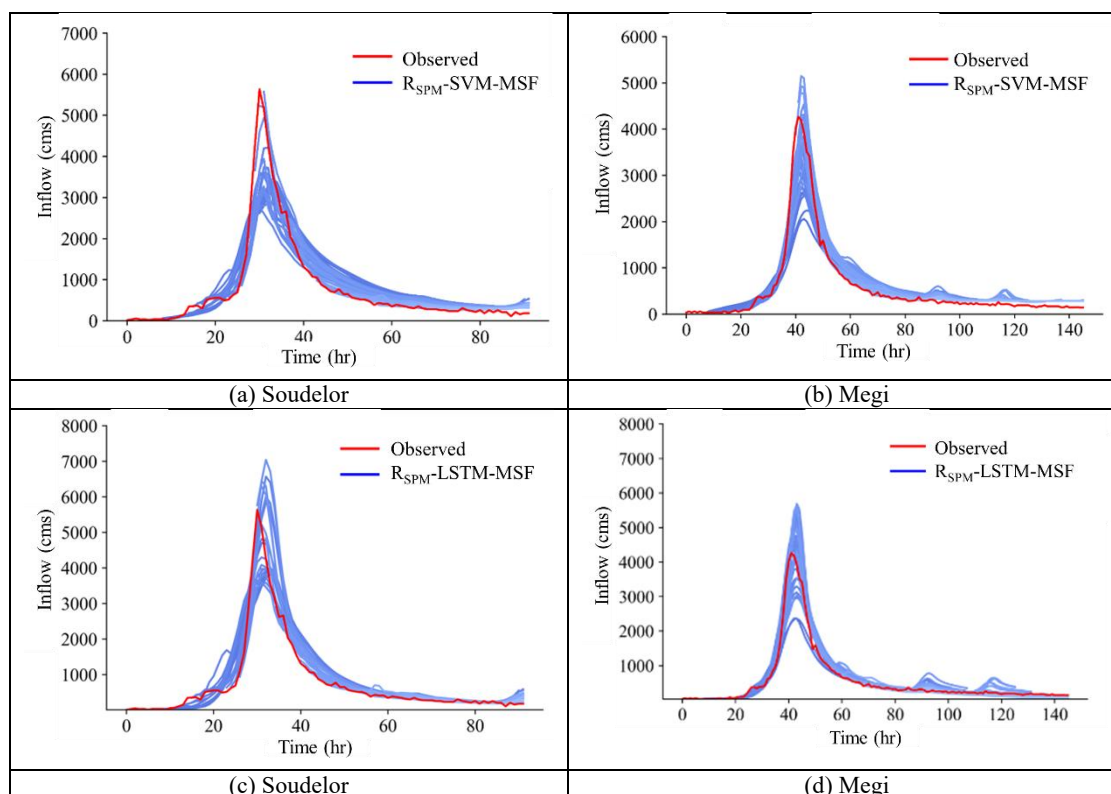 7000
6000
5000
4000
3000
2000
1000
0
Inflow (cms)
Observed
R_SPM-SVM-MSF
0 20 40 60 80
Time (hr)
(a) Soudelor
6000
5000
4000
3000
2000
1000
0
Inflow (cms)
Observed
R_SPM-SVM-MSF
0 20 40 60 80 100 120 140
Time (hr)
(b) Megi
8000
7000
6000
5000
4000
3000
2000
1000
Inflow (cms)
Observed
R_SPM-LSTM-MSF
0 20 40 60 80
Time (hr)
(c) Soudelor
8000
7000
6000
5000
4000
3000
2000
1000
Inflow (cms)
Observed
R_SPM-LSTM-MSF
0 20 40 60 80 100 120 140
Time (hr)
(d) Megi